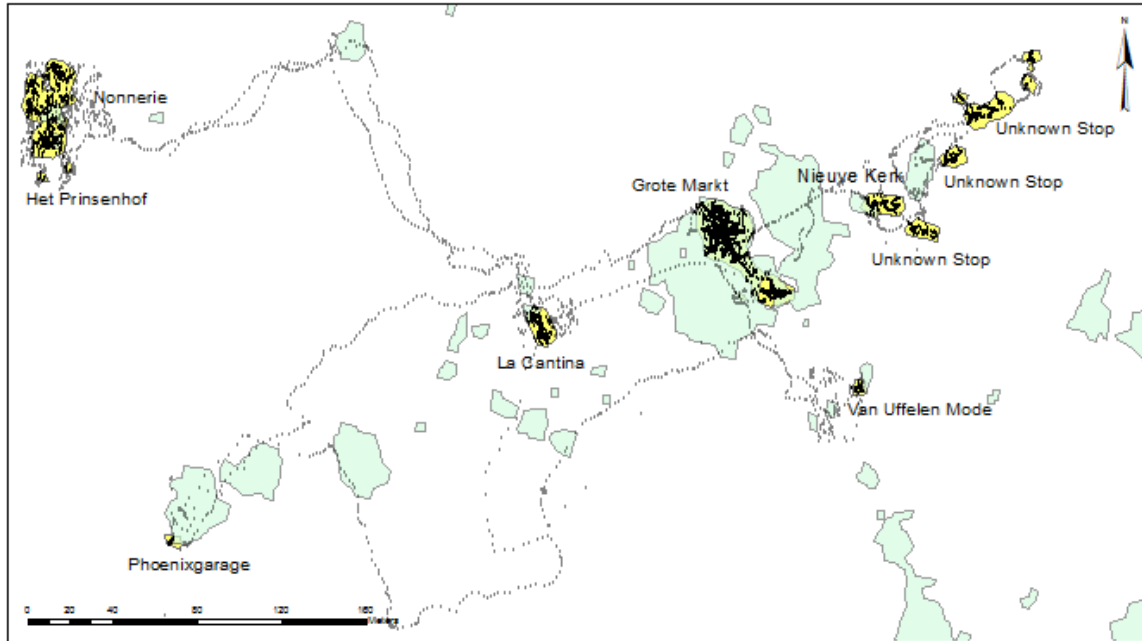 N
Nonnerie
Unknown Stop
Grote Markt
Nieuve Kerk
Unknown Stop
Het Prinsenhof
Unknown Stop
La Cantina
Van Uffelen Mode
Phoenixgarage
0 20 40 80 120 160
Meters